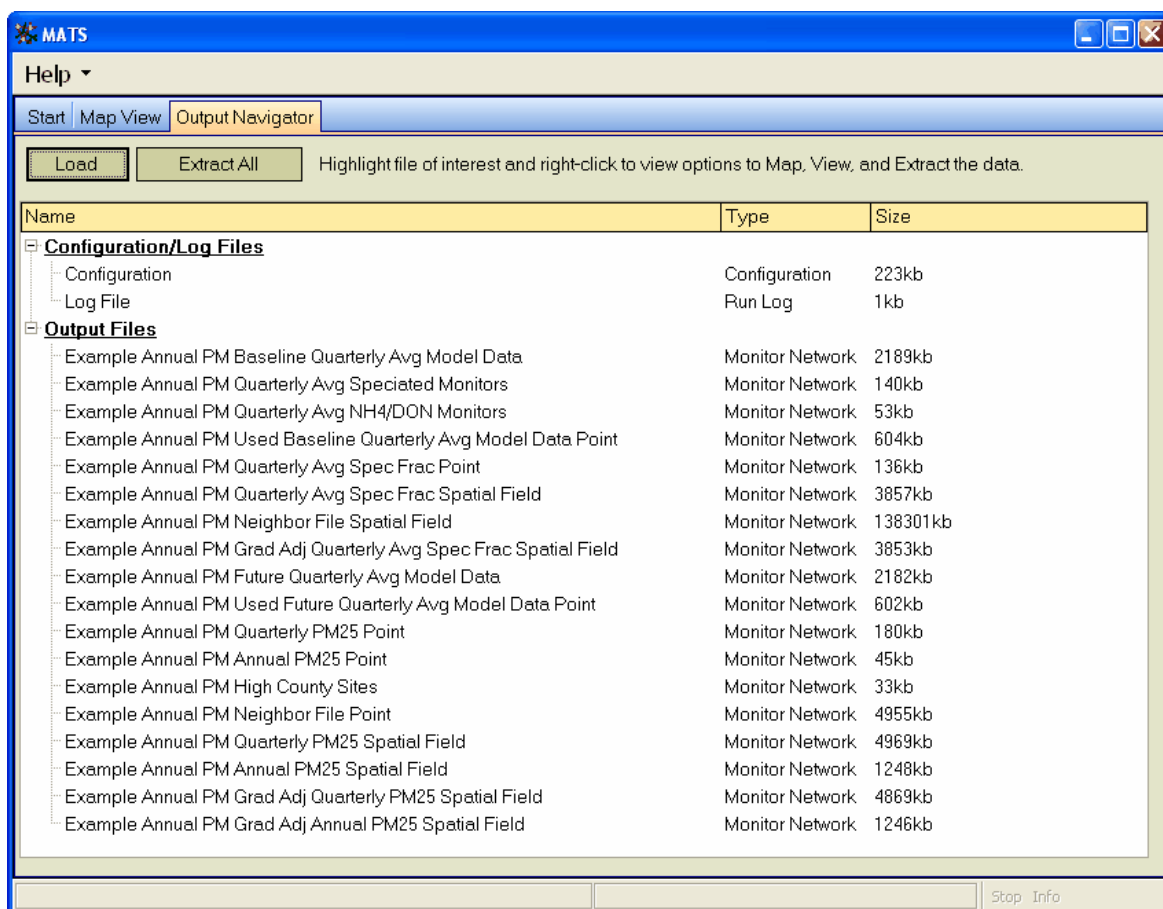 MATS
Help
Start Map View Output Navigator
Load Extract All Highlight file of interest and right-click to view options to Map, View, and Extract the data.
Name Type Size
Configuration/Log Files
Configuration Configuration 223kb
Log File Run Log 1kb
Output Files
Example Annual PM Baseline Quarterly Avg Model Data Monitor Network 2189kb
Example Annual PM Quarterly Avg Speciated Monitors Monitor Network 140kb
Example Annual PM Quarterly Avg NH4/DON Monitors Monitor Network 53kb
Example Annual PM Used Baseline Quarterly Avg Model Data Point Monitor Network 604kb
Example Annual PM Quarterly Avg Spec Frac Point Monitor Network 136kb
Example Annual PM Quarterly Avg Spec Frac Spatial Field Monitor Network 3857kb
Example Annual PM Neighbor File Spatial Field Monitor Network 138301kb
Example Annual PM Grad Adj Quarterly Avg Spec Frac Spatial Field Monitor Network 3853kb
Example Annual PM Future Quarterly Avg Model Data Monitor Network 2182kb
Example Annual PM Used Future Quarterly Avg Model Data Point Monitor Network 602kb
Example Annual PM Quarterly PM25 Point Monitor Network 180kb
Example Annual PM Annual PM25 Point Monitor Network 45kb
Example Annual PM High County Sites Monitor Network 33kb
Example Annual PM Neighbor File Point Monitor Network 4955kb
Example Annual PM Quarterly PM25 Spatial Field Monitor Network 4969kb
Example Annual PM Annual PM25 Spatial Field Monitor Network 1248kb
Example Annual PM Grad Adj Quarterly PM25 Spatial Field Monitor Network 4869kb
Example Annual PM Grad Adj Annual PM25 Spatial Field Monitor Network 1246kb
Stop Info